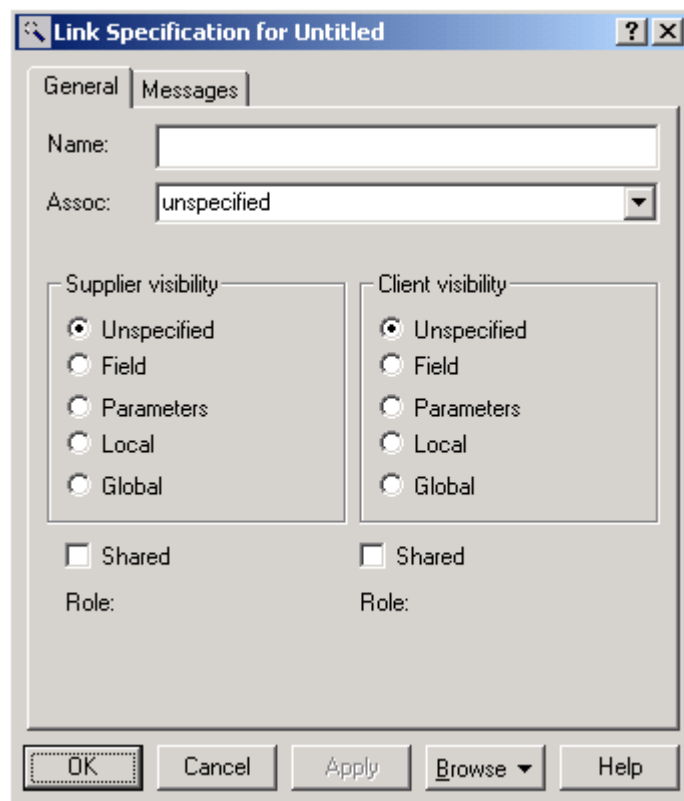 Link Specification for Untitled
General Messages
Name:
Assoc: unspecified
Supplier visibility Client visibility
Unspecified Unspecified
Field Field
Parameters Parameters
Local Local
Global Global
Shared Shared
Role: Role:
OK Cancel Apply Browse Help